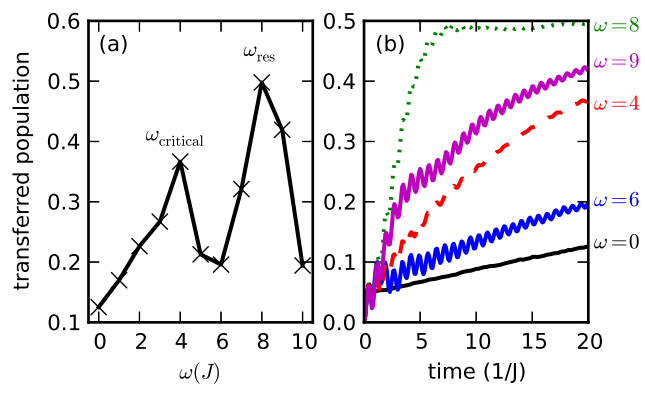 transferred population
0.6
0.5
0.4
0.3
0.2
0.1
(a)
ω_critical
ω_res
0 2 4 6 8 10
ω(J)
0.5
0.4
0.3
0.2
0.1
0.0
(b)
ω=8
ω=9
ω=4
ω=6
ω=0
0 5 10 15 20
time (1/J)